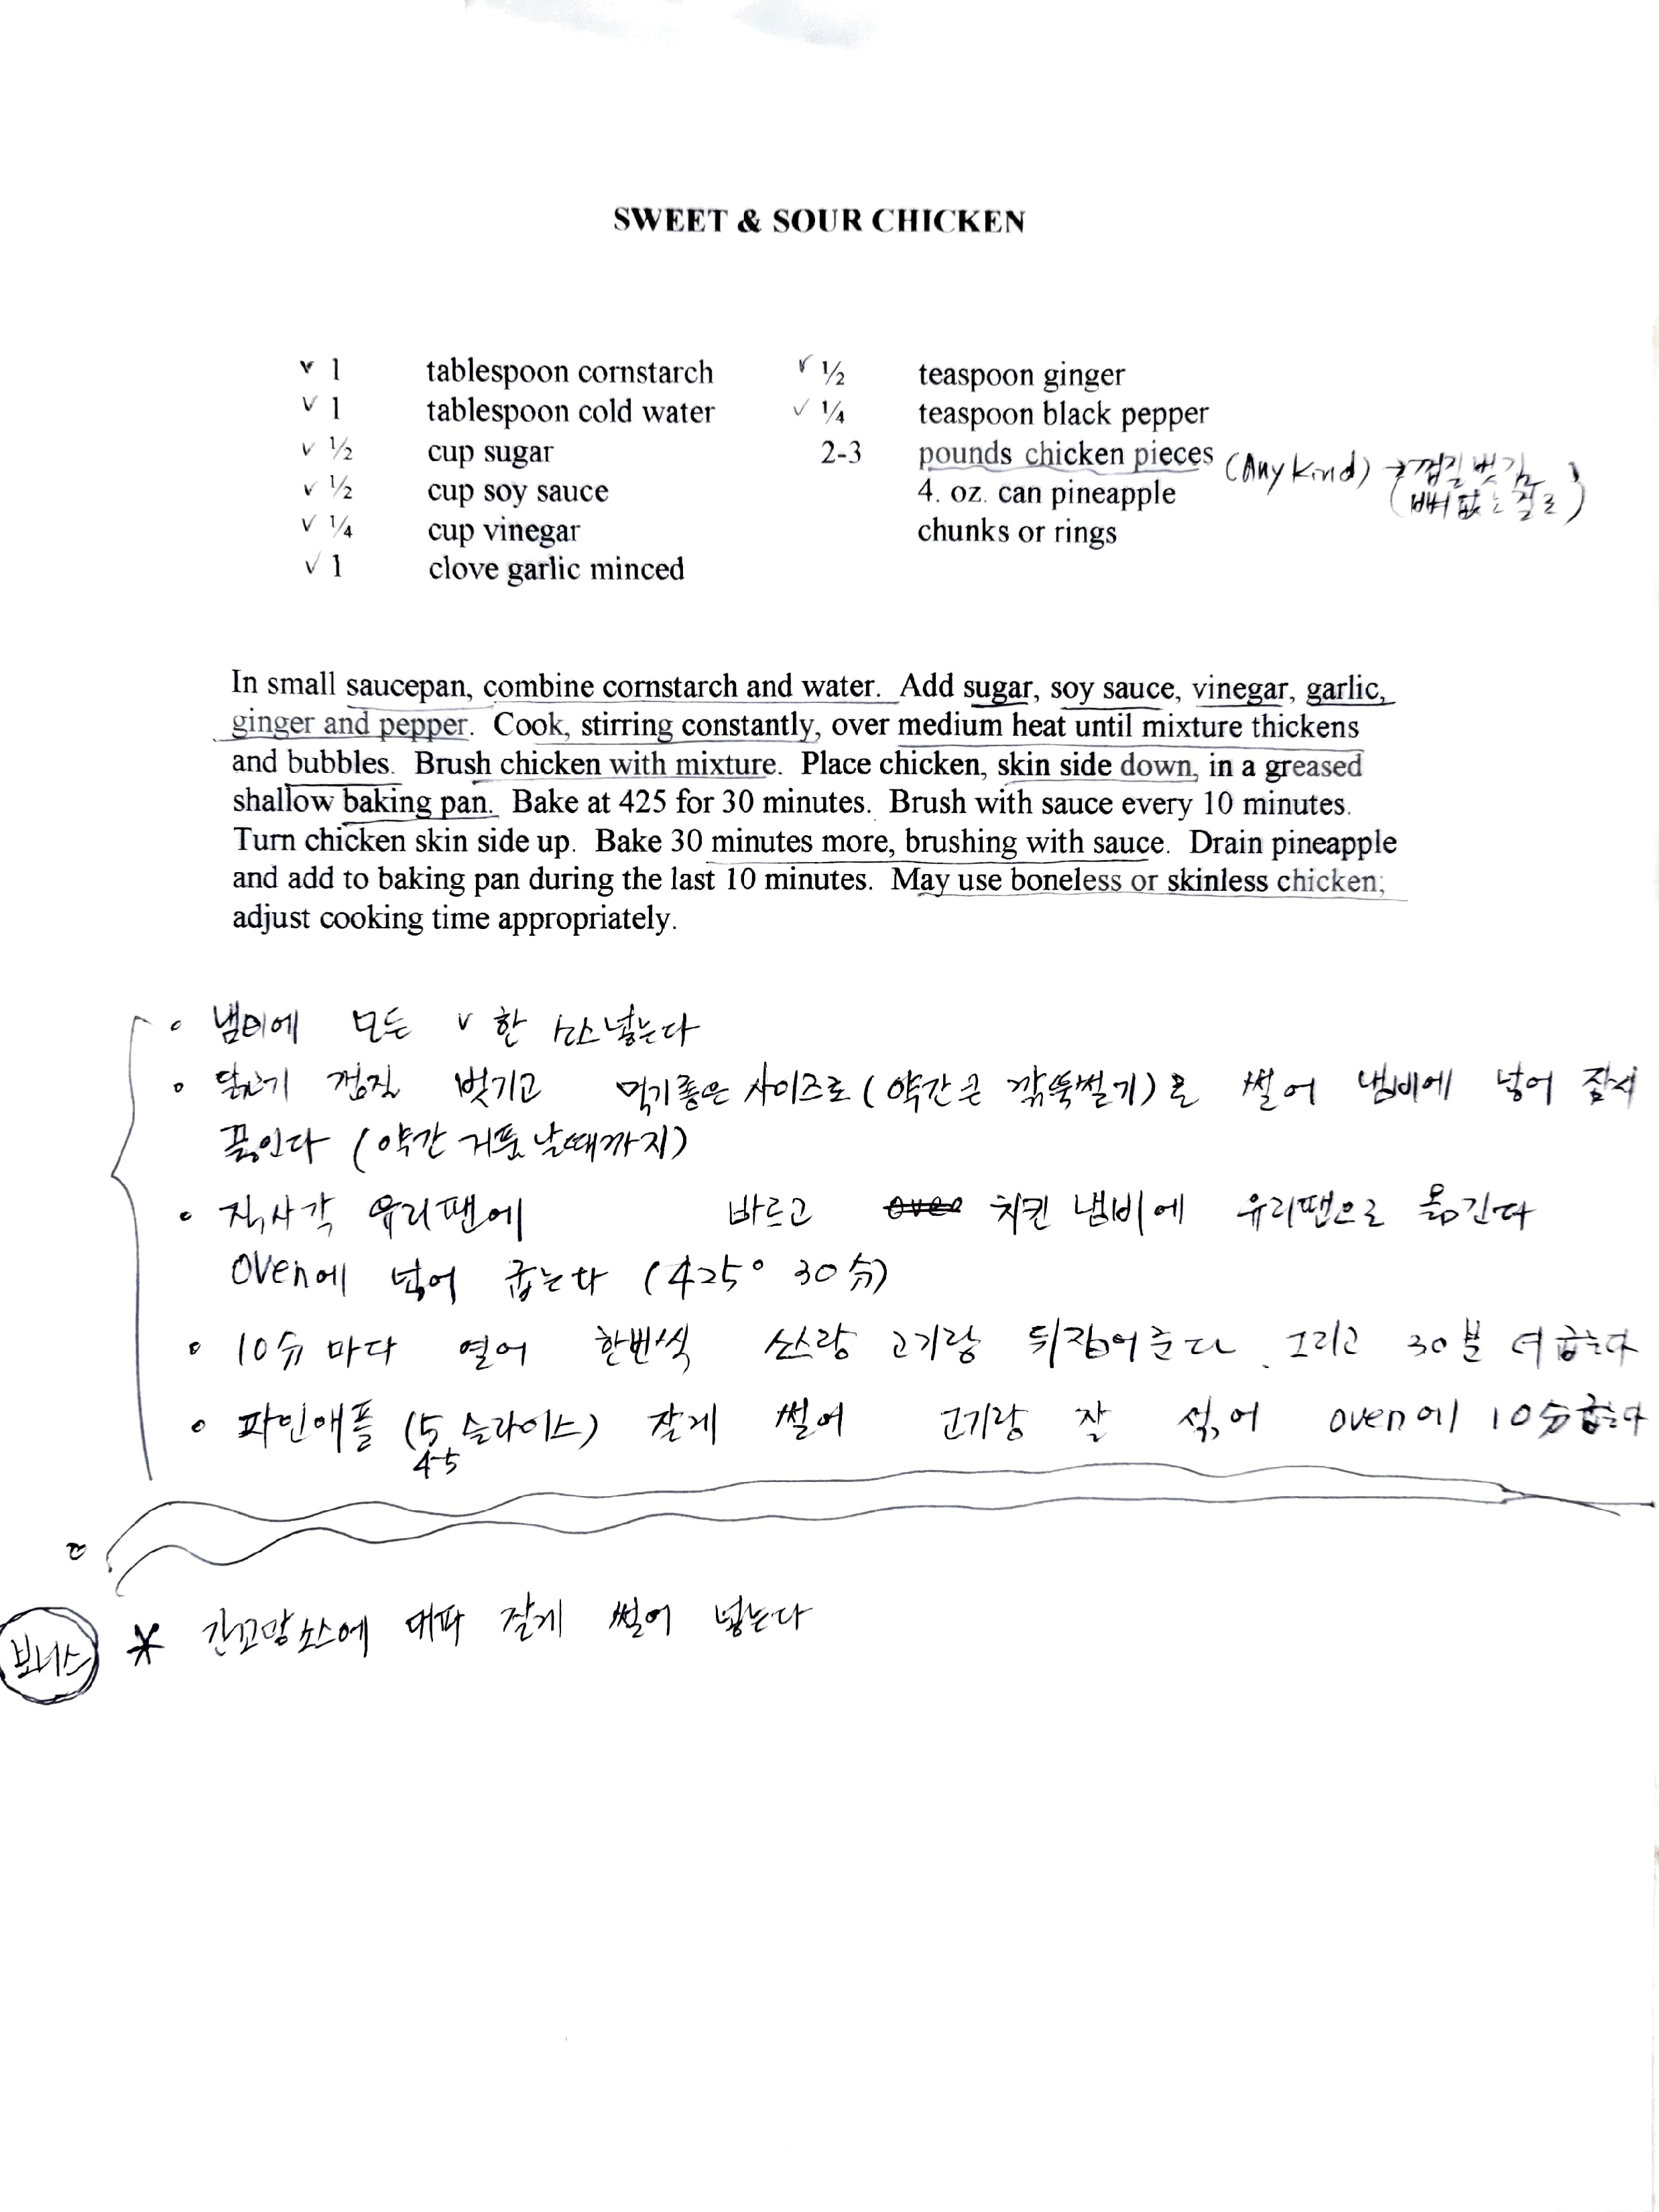 SWEET & SOUR CHICKEN
✓ 1 tablespoon cornstarch
✓ 1 tablespoon cold water
✓ ½ cup sugar
✓ ½ cup soy sauce
✓ ¼ cup vinegar
✓ 1 clove garlic minced
✓ ½ teaspoon ginger
✓ ¼ teaspoon black pepper
2-3 pounds chicken pieces (Any kind) → 껍질 벗김
4. oz. can pineapple (뼈 없는 걸로)
chunks or rings
In small saucepan, combine cornstarch and water. Add sugar, soy sauce, vinegar, garlic,
ginger and pepper. Cook, stirring constantly, over medium heat until mixture thickens
and bubbles. Brush chicken with mixture. Place chicken, skin side down, in a greased
shallow baking pan. Bake at 425 for 30 minutes. Brush with sauce every 10 minutes.
Turn chicken skin side up. Bake 30 minutes more, brushing with sauce. Drain pineapple
and add to baking pan during the last 10 minutes. May use boneless or skinless chicken;
adjust cooking time appropriately.
냄비에 모든 ✓ 한 소스 넣는다
닭고기 껍질 벗기고 먹기좋은 사이즈로 (약간 큰 깎뚝썰기)로 썰어 냄비에 넣어 잠시
끓인다 (약간 거품 날때까지)
직사각 유리팬에 바르고 치킨 냄비에 유리팬으로 옮긴다
oven에 넣어 굽는다 (425° 30分)
10分 마다 열어 한번씩 소스랑 고기랑 뒤집어준다. 그리고 30분 더 굽는다
파인애플 (5 슬라이스) 잘게 썰어 고기랑 잘 섞어 oven에 10分 굽는다
4-5
보너스 * 간꼬망소스에 대파 잘게 썰어 넣는다